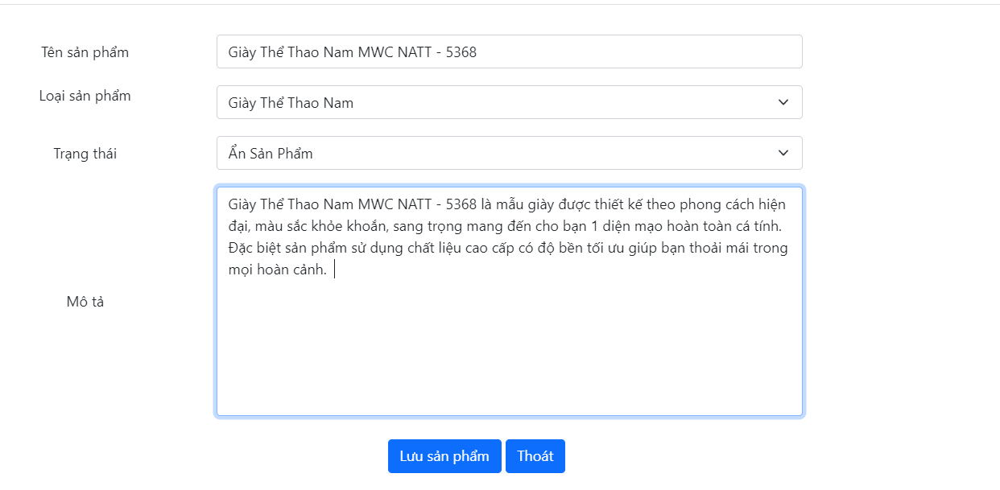 Tên sản phẩm
Giày Thể Thao Nam MWC NATT - 5368
Loại sản phẩm
Giày Thể Thao Nam
Trạng thái
Ẩn Sản Phẩm
Mô tả
Giày Thể Thao Nam MWC NATT - 5368 là mẫu giày được thiết kế theo phong cách hiện
đại, màu sắc khỏe khoắn, sang trọng mang đến cho bạn 1 diện mạo hoàn toàn cá tính.
Đặc biệt sản phẩm sử dụng chất liệu cao cấp có độ bền tối ưu giúp bạn thoải mái trong
mọi hoàn cảnh.
Lưu sản phẩm
Thoát